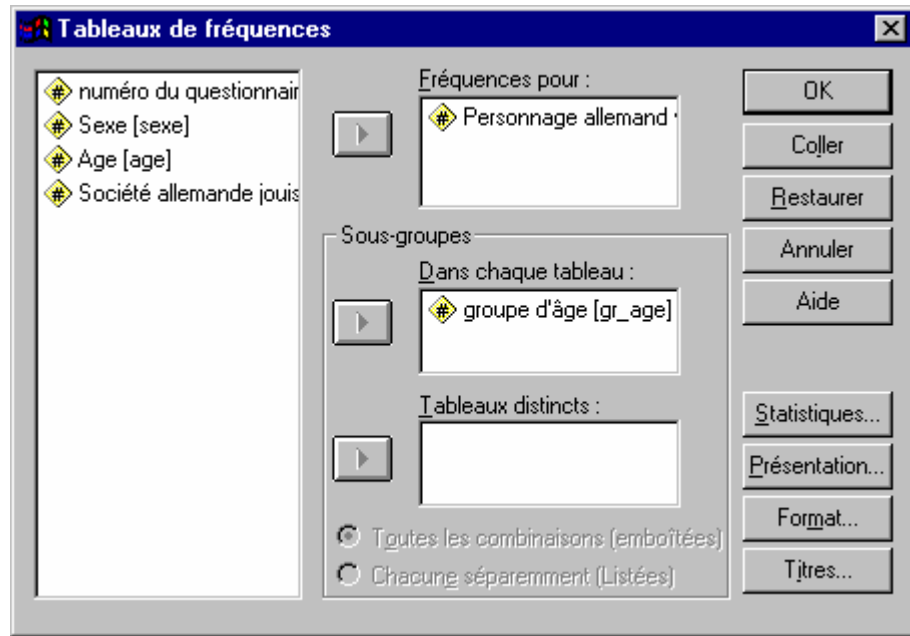 Tableaux de fréquences
numéro du questionnair
Sexe [sexe]
Age [age]
Société allemande jouis
Fréquences pour :
Personnage allemand
Sous-groupes
Dans chaque tableau :
groupe d'âge [gr_age]
Tableaux distincts :
Toutes les combinaisons (emboîtées)
Chacune séparemment (Listées)
OK
Coller
Restaurer
Annuler
Aide
Statistiques...
Présentation...
Format...
Titres...